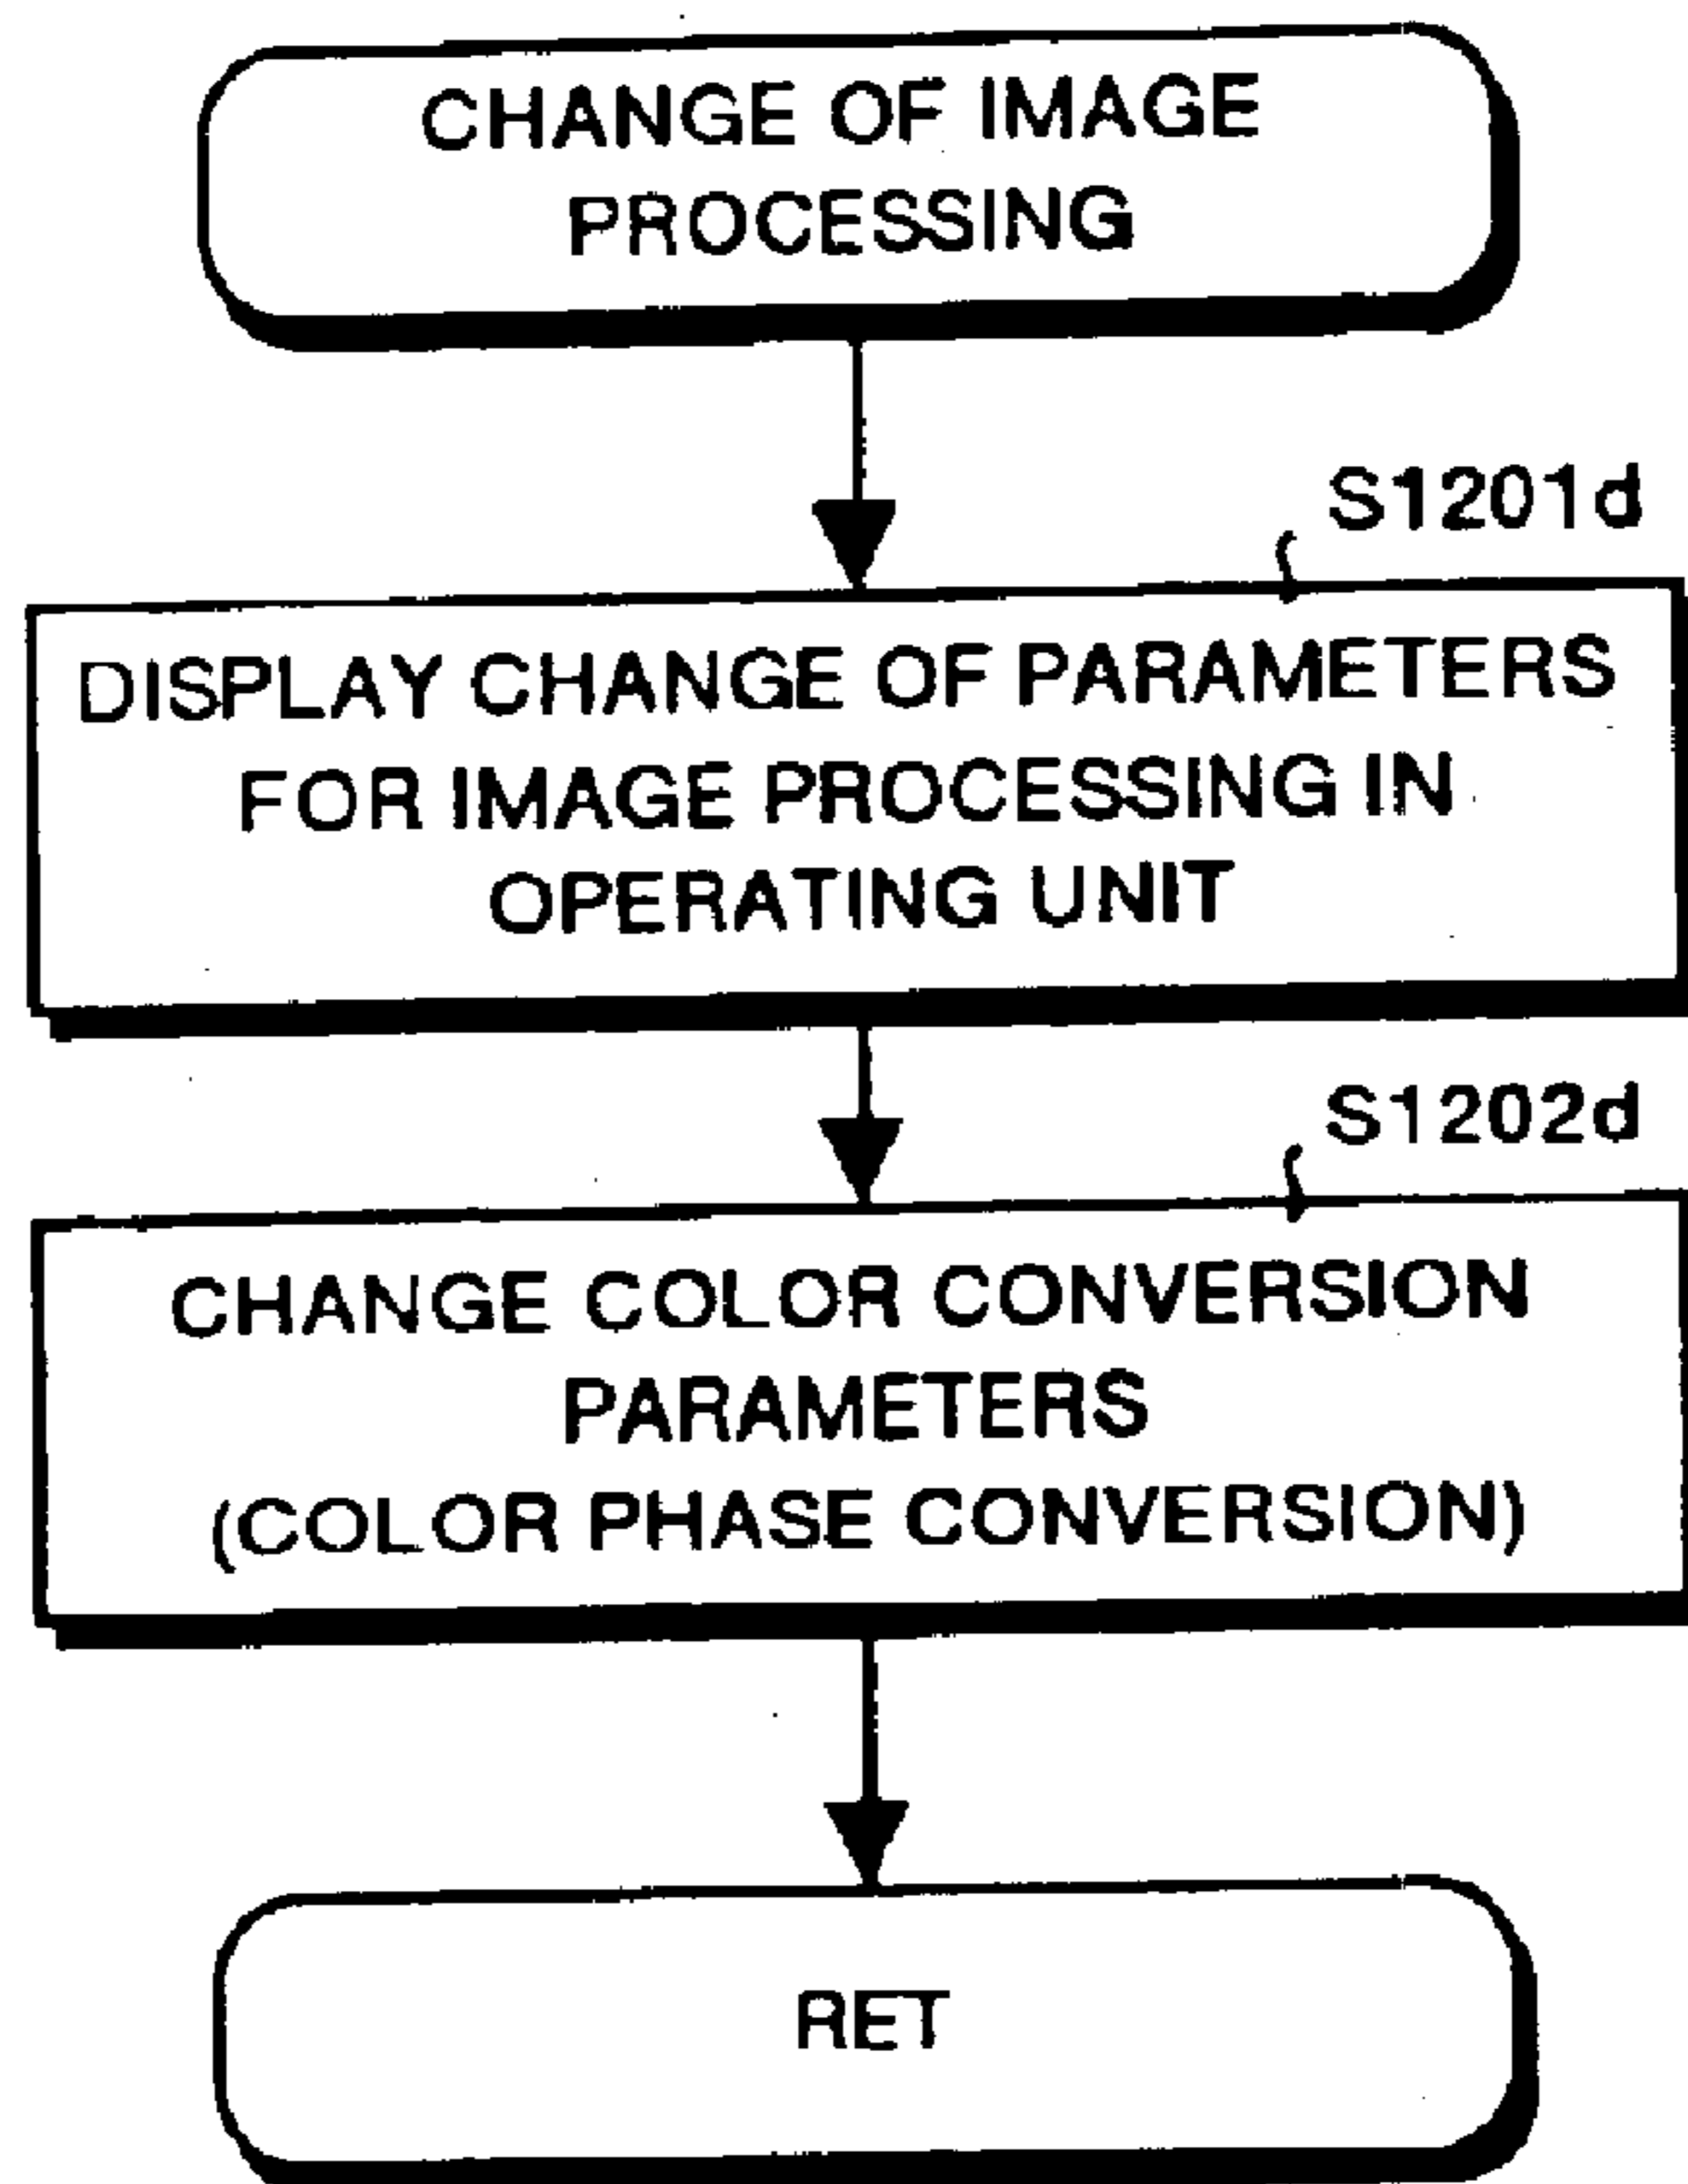 CHANGE OF IMAGE
PROCESSING
S1201d
DISPLAY CHANGE OF PARAMETERS
FOR IMAGE PROCESSING IN
OPERATING UNIT
S1202d
CHANGE COLOR CONVERSION
PARAMETERS
(COLOR PHASE CONVERSION)
RET